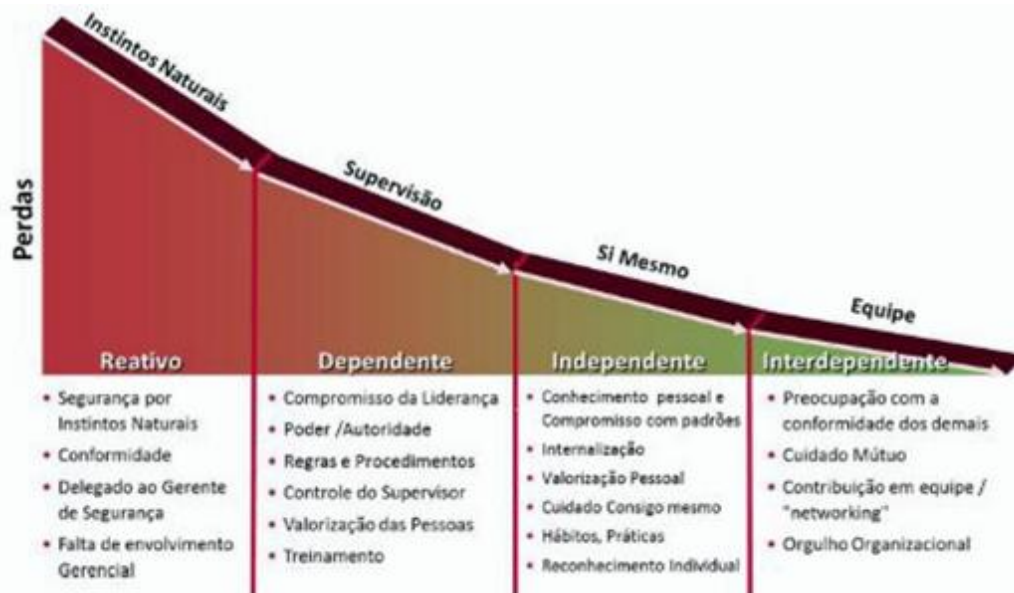 Instintos Naturais
Supervisão
Si Mesmo
Equipe
Perdas
Reativo
Dependente
Independente
Interdependente
• Segurança por
Instintos Naturais
• Conformidade
• Delegado ao Gerente
de Segurança
• Falta de envolvimento
Gerencial
• Compromisso da Liderança
• Poder /Autoridade
• Regras e Procedimentos
• Controle do Supervisor
• Valorização das Pessoas
• Treinamento
• Conhecimento pessoal e
Compromisso com padrões
• Internalização
• Valorização Pessoal
• Cuidado Consigo mesmo
• Hábitos, Práticas
• Reconhecimento Individual
• Preocupação com a
conformidade dos demais
• Cuidado Mútuo
• Contribuição em equipe /
"networking"
• Orgulho Organizacional